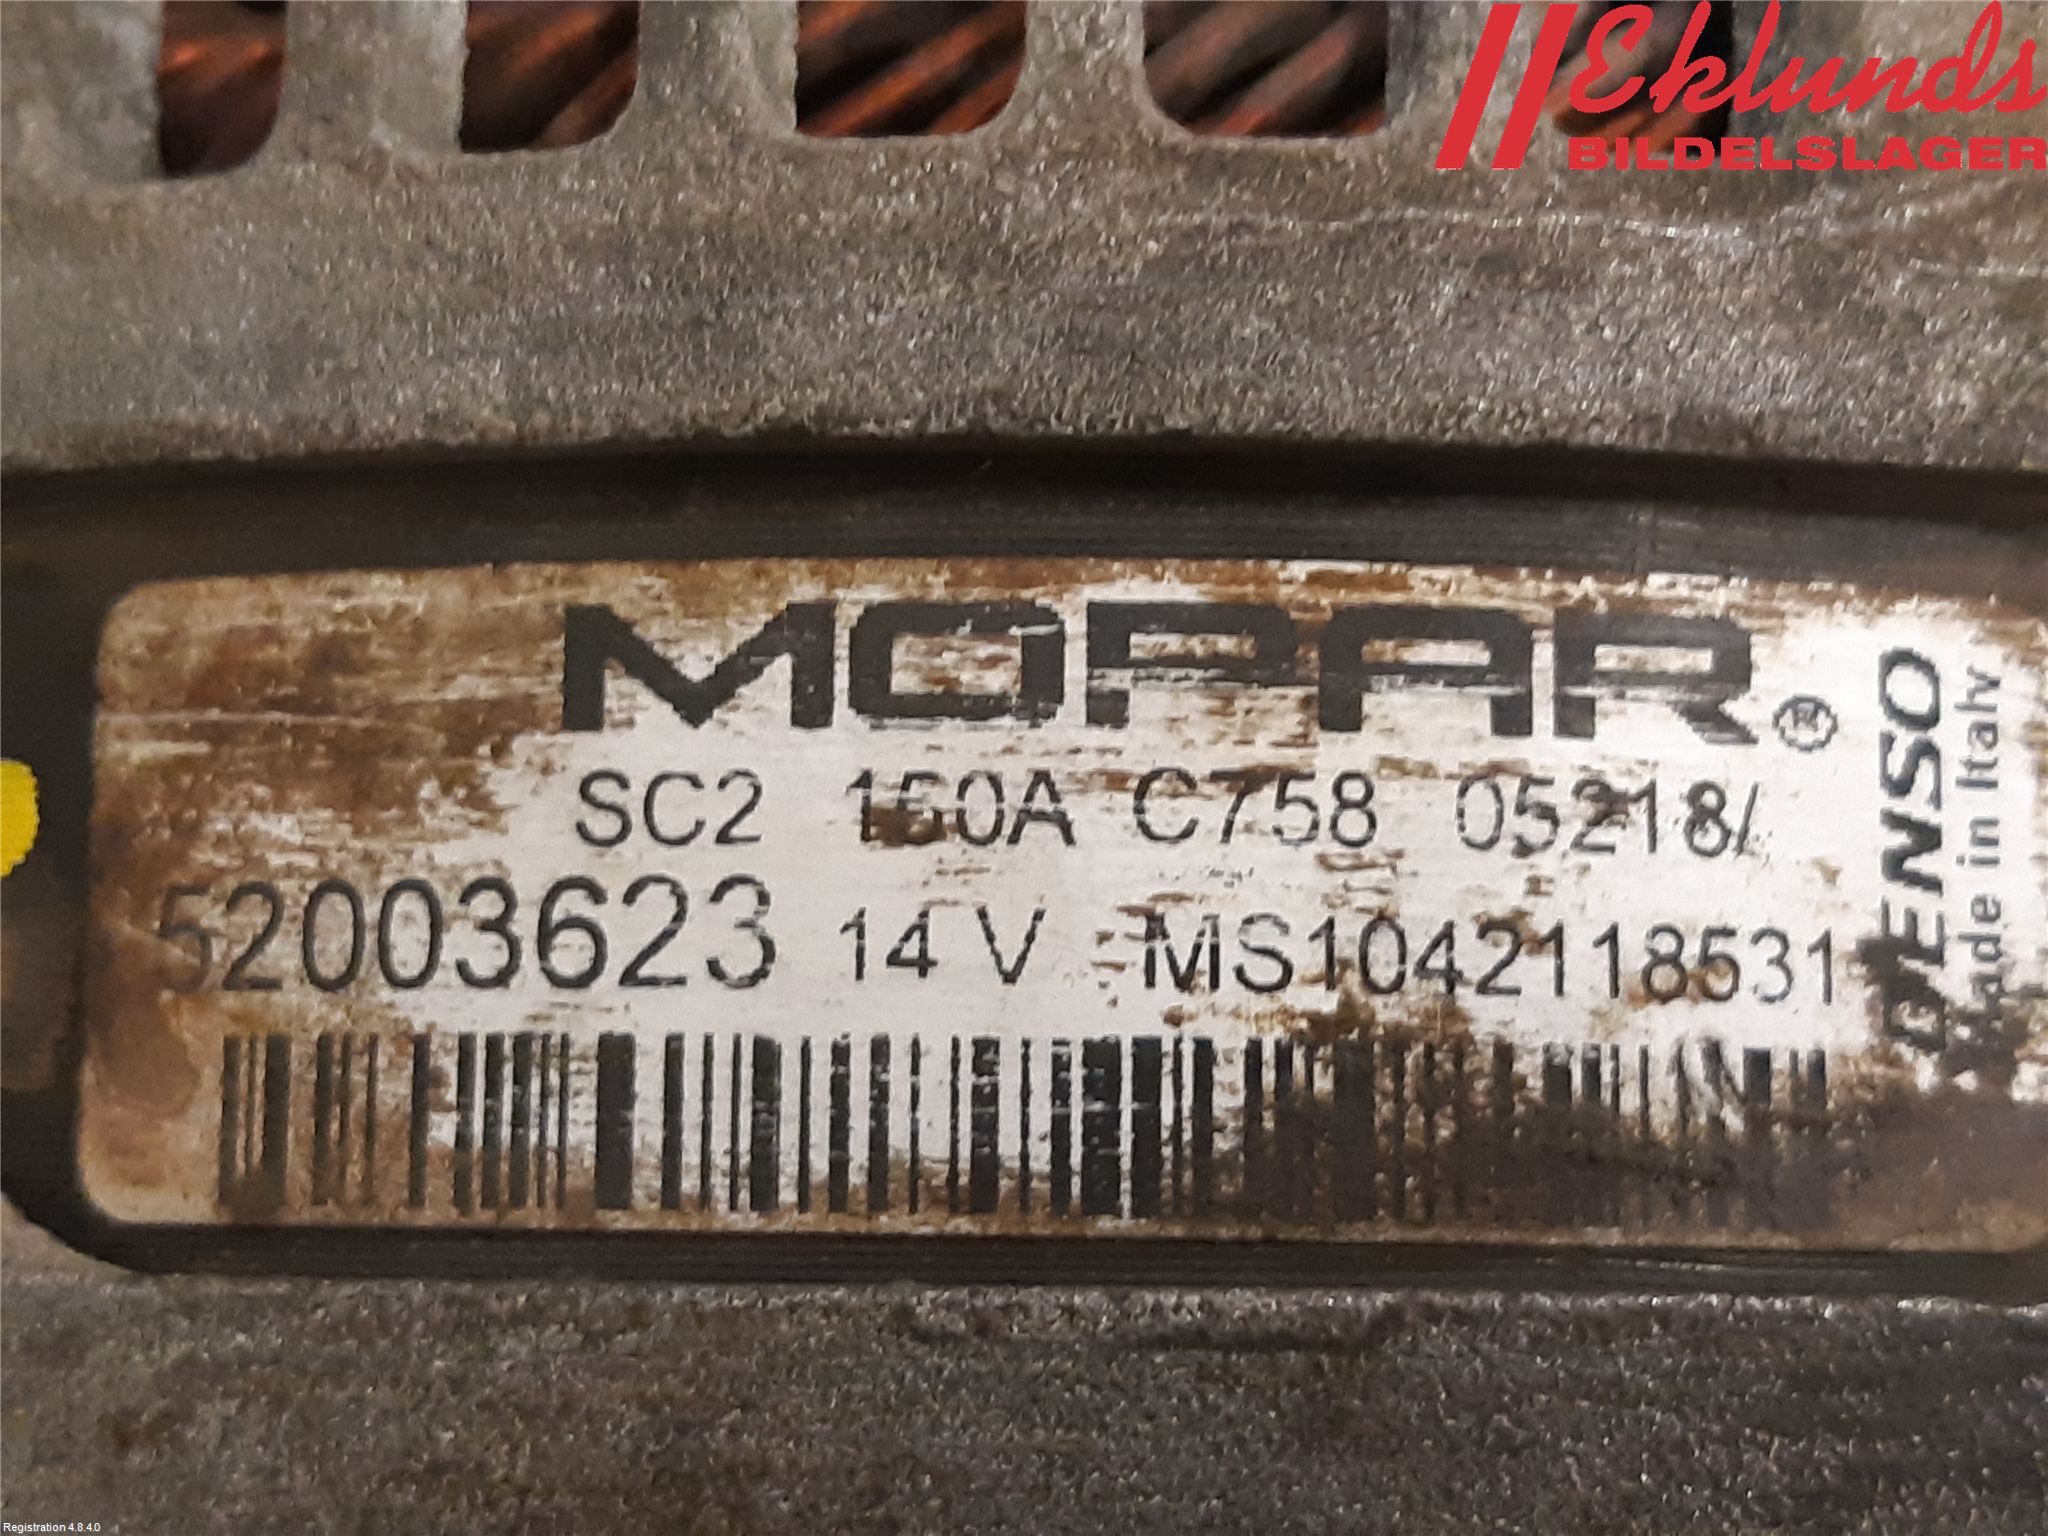 Eklunds
BILDELSLAGER
MOPAR®
SC2 150A C758 05218/
52003623 14 V MS1042118531
DENSO
Made in Italy
Registration 4.8.4.0